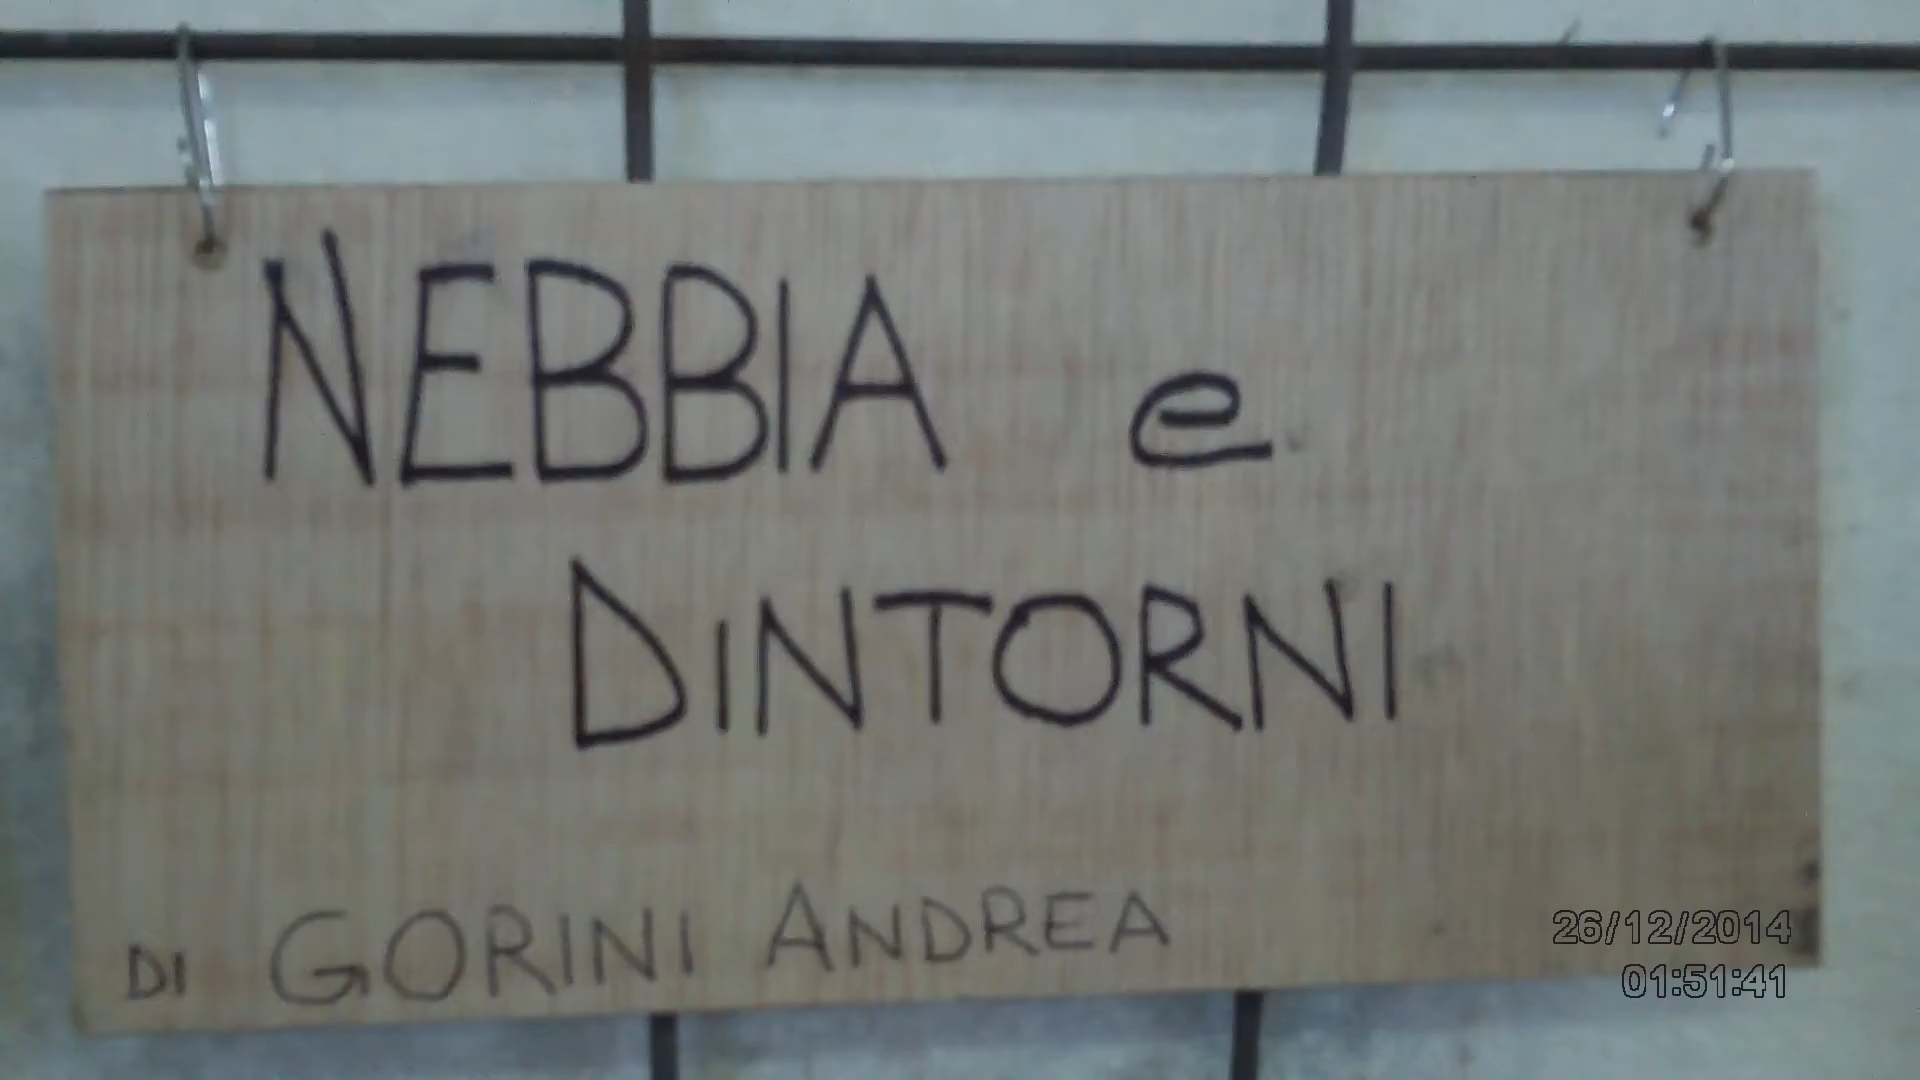 NEBBIA e
DiNTORNI
DI GORINI ANDREA
26/12/2014
01:51:41